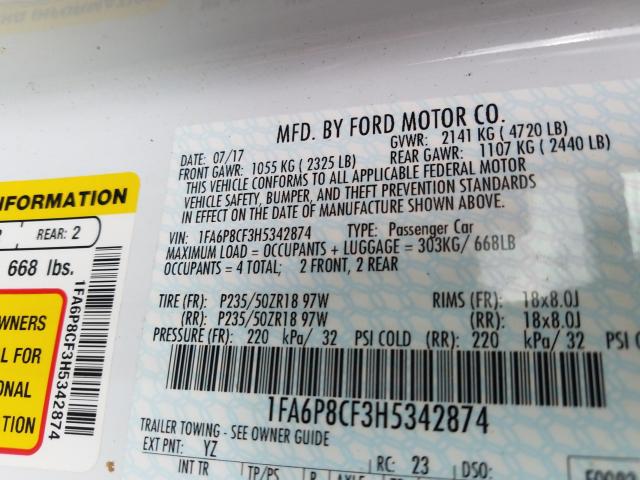 MFD. BY FORD MOTOR CO.
DATE: 07/17 GVWR: 2141 KG ( 4720 LB)
FRONT GAWR: 1055 KG ( 2325 LB) REAR GAWR: 1107 KG ( 2440 LB)
THIS VEHICLE CONFORMS TO ALL APPLICABLE FEDERAL MOTOR
VEHICLE SAFETY, BUMPER, AND THEFT PREVENTION STANDARDS
IN EFFECT ON THE DATE OF MANUFACTURE SHOWN ABOVE.
VIN: 1FA6P8CF3H5342874 TYPE: Passenger Car
MAXIMUM LOAD = OCCUPANTS + LUGGAGE = 303KG/ 668LB
OCCUPANTS = 4 TOTAL; 2 FRONT, 2 REAR
TIRE (FR): P235/50ZR18 97W RIMS (FR): 18x8.0J
(RR): P235/50ZR18 97W (RR): 18x8.0J
PRESSURE (FR): 220 kPa/ 32 PSI COLD (RR): 220 kPa/ 32 PSI
1FA6P8CF3H5342874
TRAILER TOWING - SEE OWNER GUIDE
EXT PNT: YZ RC: 23 DSO:
INT TR TP/PS R AXLE
INFORMATION
REAR: 2
668 lbs.
OWNERS
FOR
TION
1FA6P8CF3H5342874